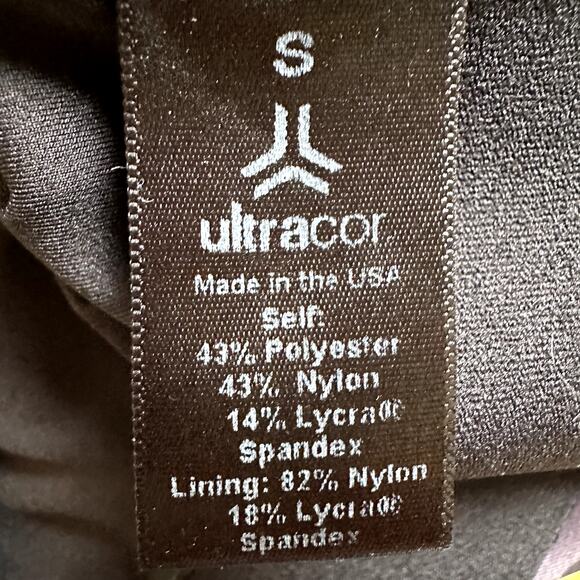 S
ultracor
Made in the USA
Self:
43% Polyester
43% Nylon
14% Lycra®
Spandex
Lining: 82% Nylon
18% Lycra®
Spandex